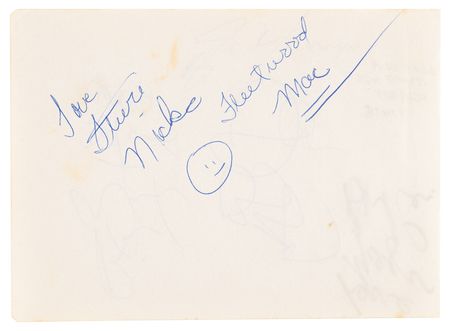 Love
Stevie
Nicks
Fleetwood
Mac